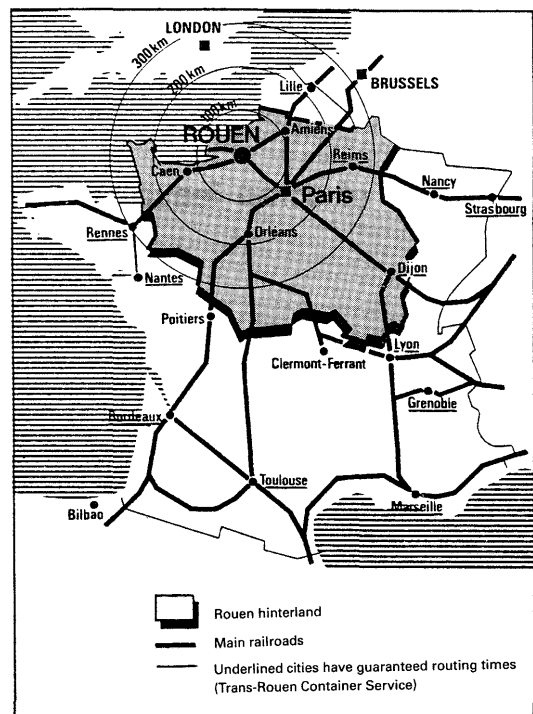 LONDON
300 km
200 km
100 km
BRUSSELS
Lille
ROUEN
Amiens
Caen
Reims
Paris
Nancy
Strasbourg
Rennes
Orleans
Nantes
Dijon
Poitiers
Lyon
Clermont-Ferrant
Grenoble
Bordeaux
Toulouse
Marseille
Bilbao
Rouen hinterland
Main railroads
Underlined cities have guaranteed routing times
(Trans-Rouen Container Service)